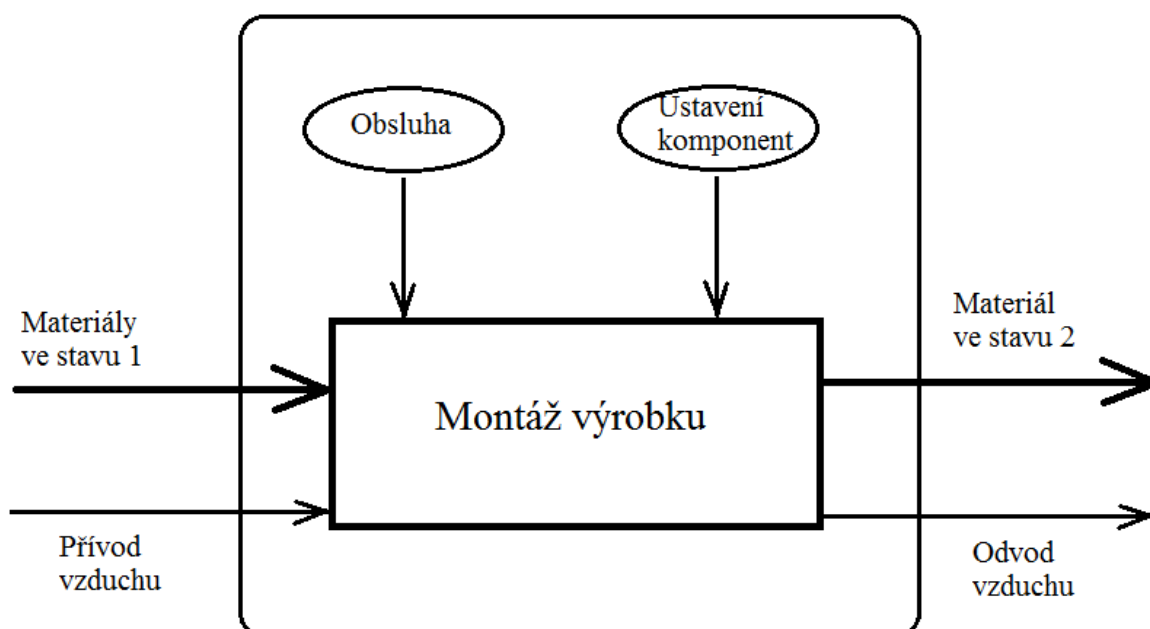 Obsluha
Ustavení
komponent
Materiály
ve stavu 1
Materiál
ve stavu 2
Montáž výrobku
Přívod
vzduchu
Odvod
vzduchu